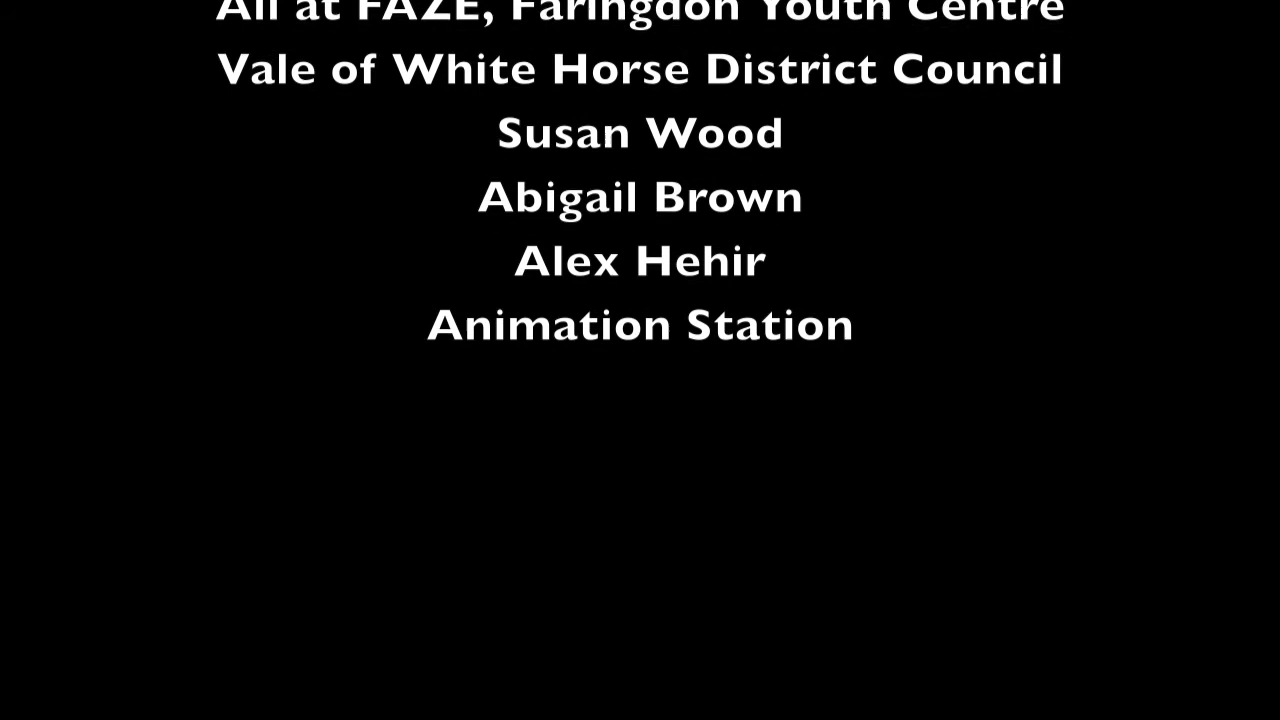 All at FAZE, Faringdon Youth Centre
Vale of White Horse District Council
Susan Wood
Abigail Brown
Alex Hehir
Animation Station